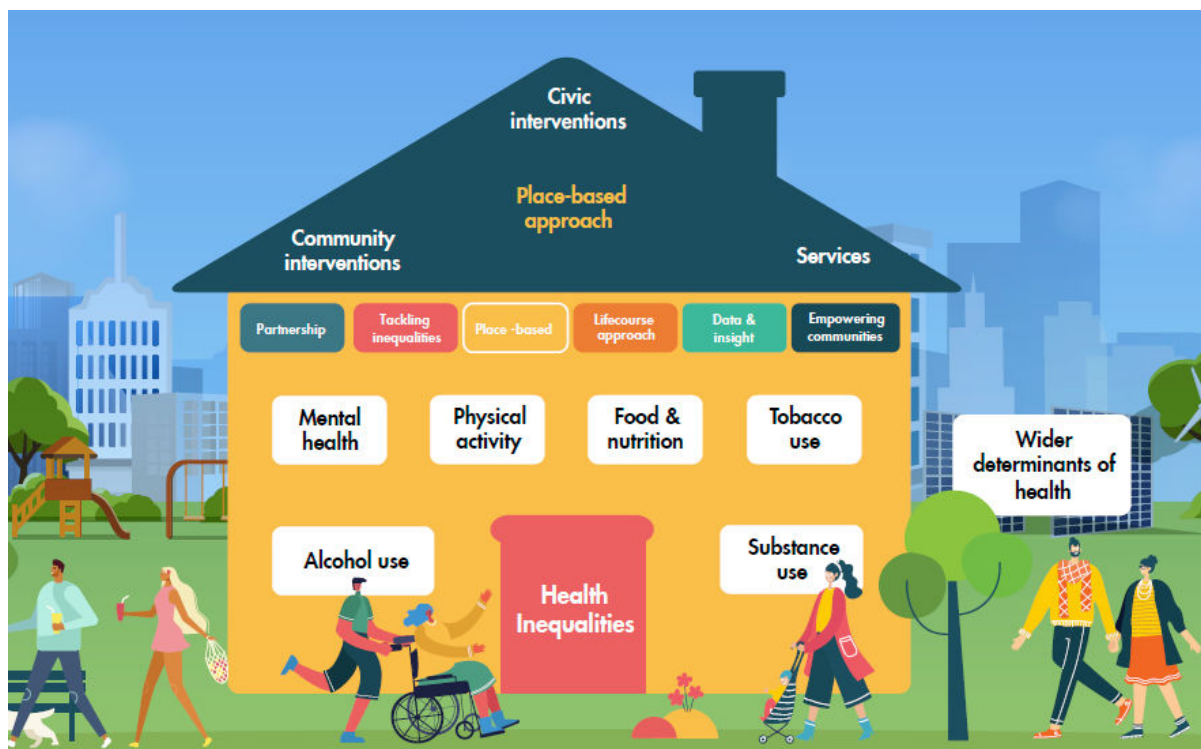 Civic
interventions
Place-based
approach
Community
interventions
Services
Partnership
Tackling
inequalities
Place -based
Lifecourse
approach
Data &
insight
Empowering
communities
Mental
health
Physical
activity
Food &
nutrition
Tobacco
use
Wider
determinants of
health
Alcohol use
Substance
use
Health
Inequalities